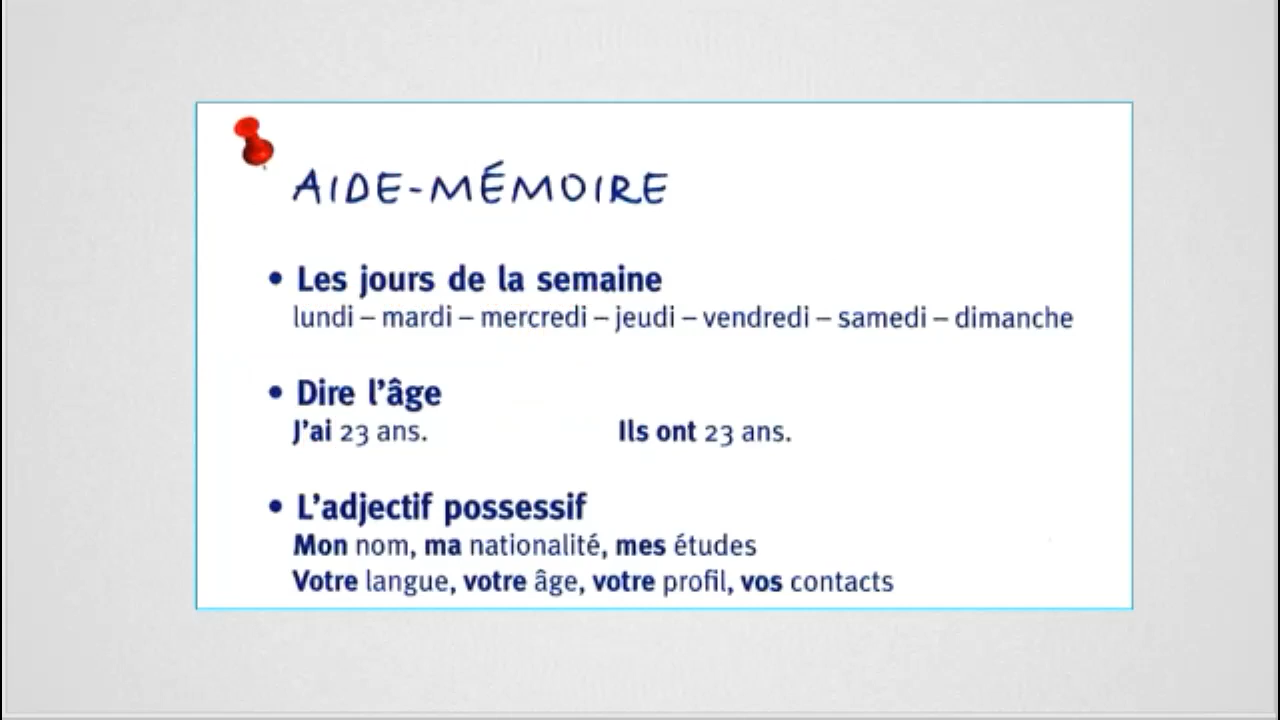 AIDE-MÉMOIRE
• Les jours de la semaine
lundi – mardi – mercredi – jeudi – vendredi – samedi – dimanche
• Dire l'âge
J'ai 23 ans. Ils ont 23 ans.
• L'adjectif possessif
Mon nom, ma nationalité, mes études
Votre langue, votre âge, votre profil, vos contacts